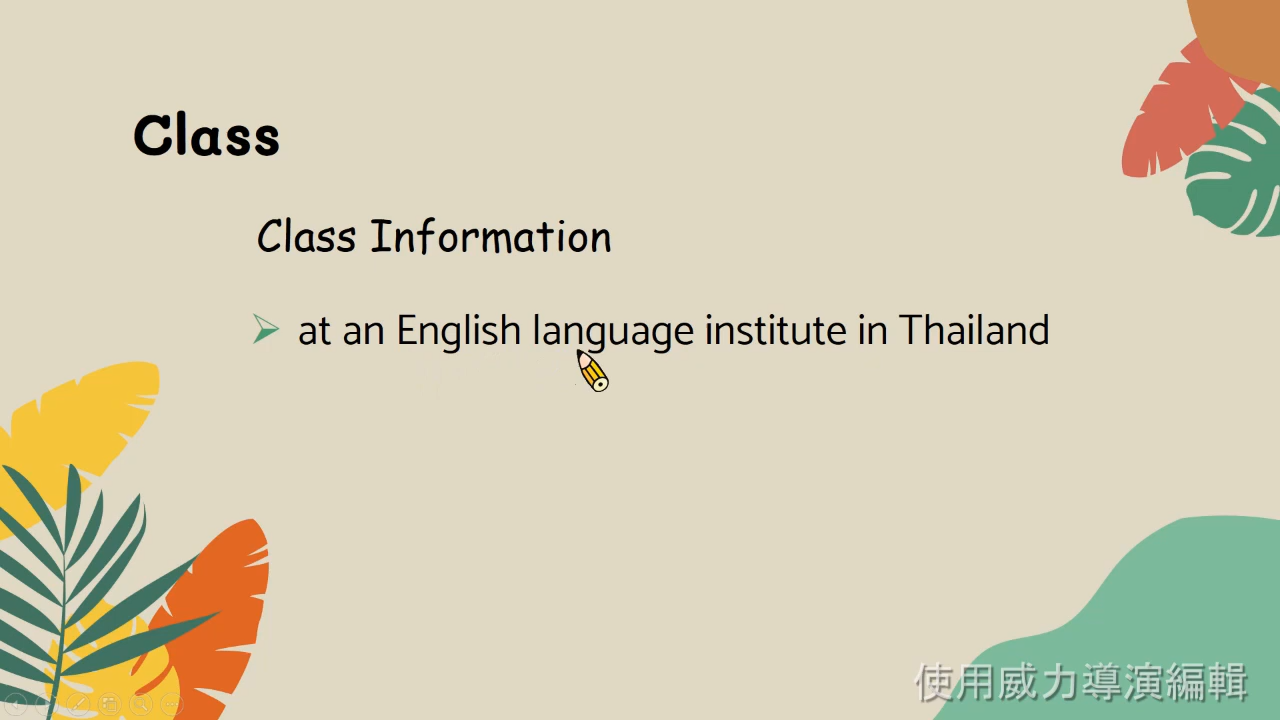 Class
Class Information
at an English language institute in Thailand
使用威力導演編輯